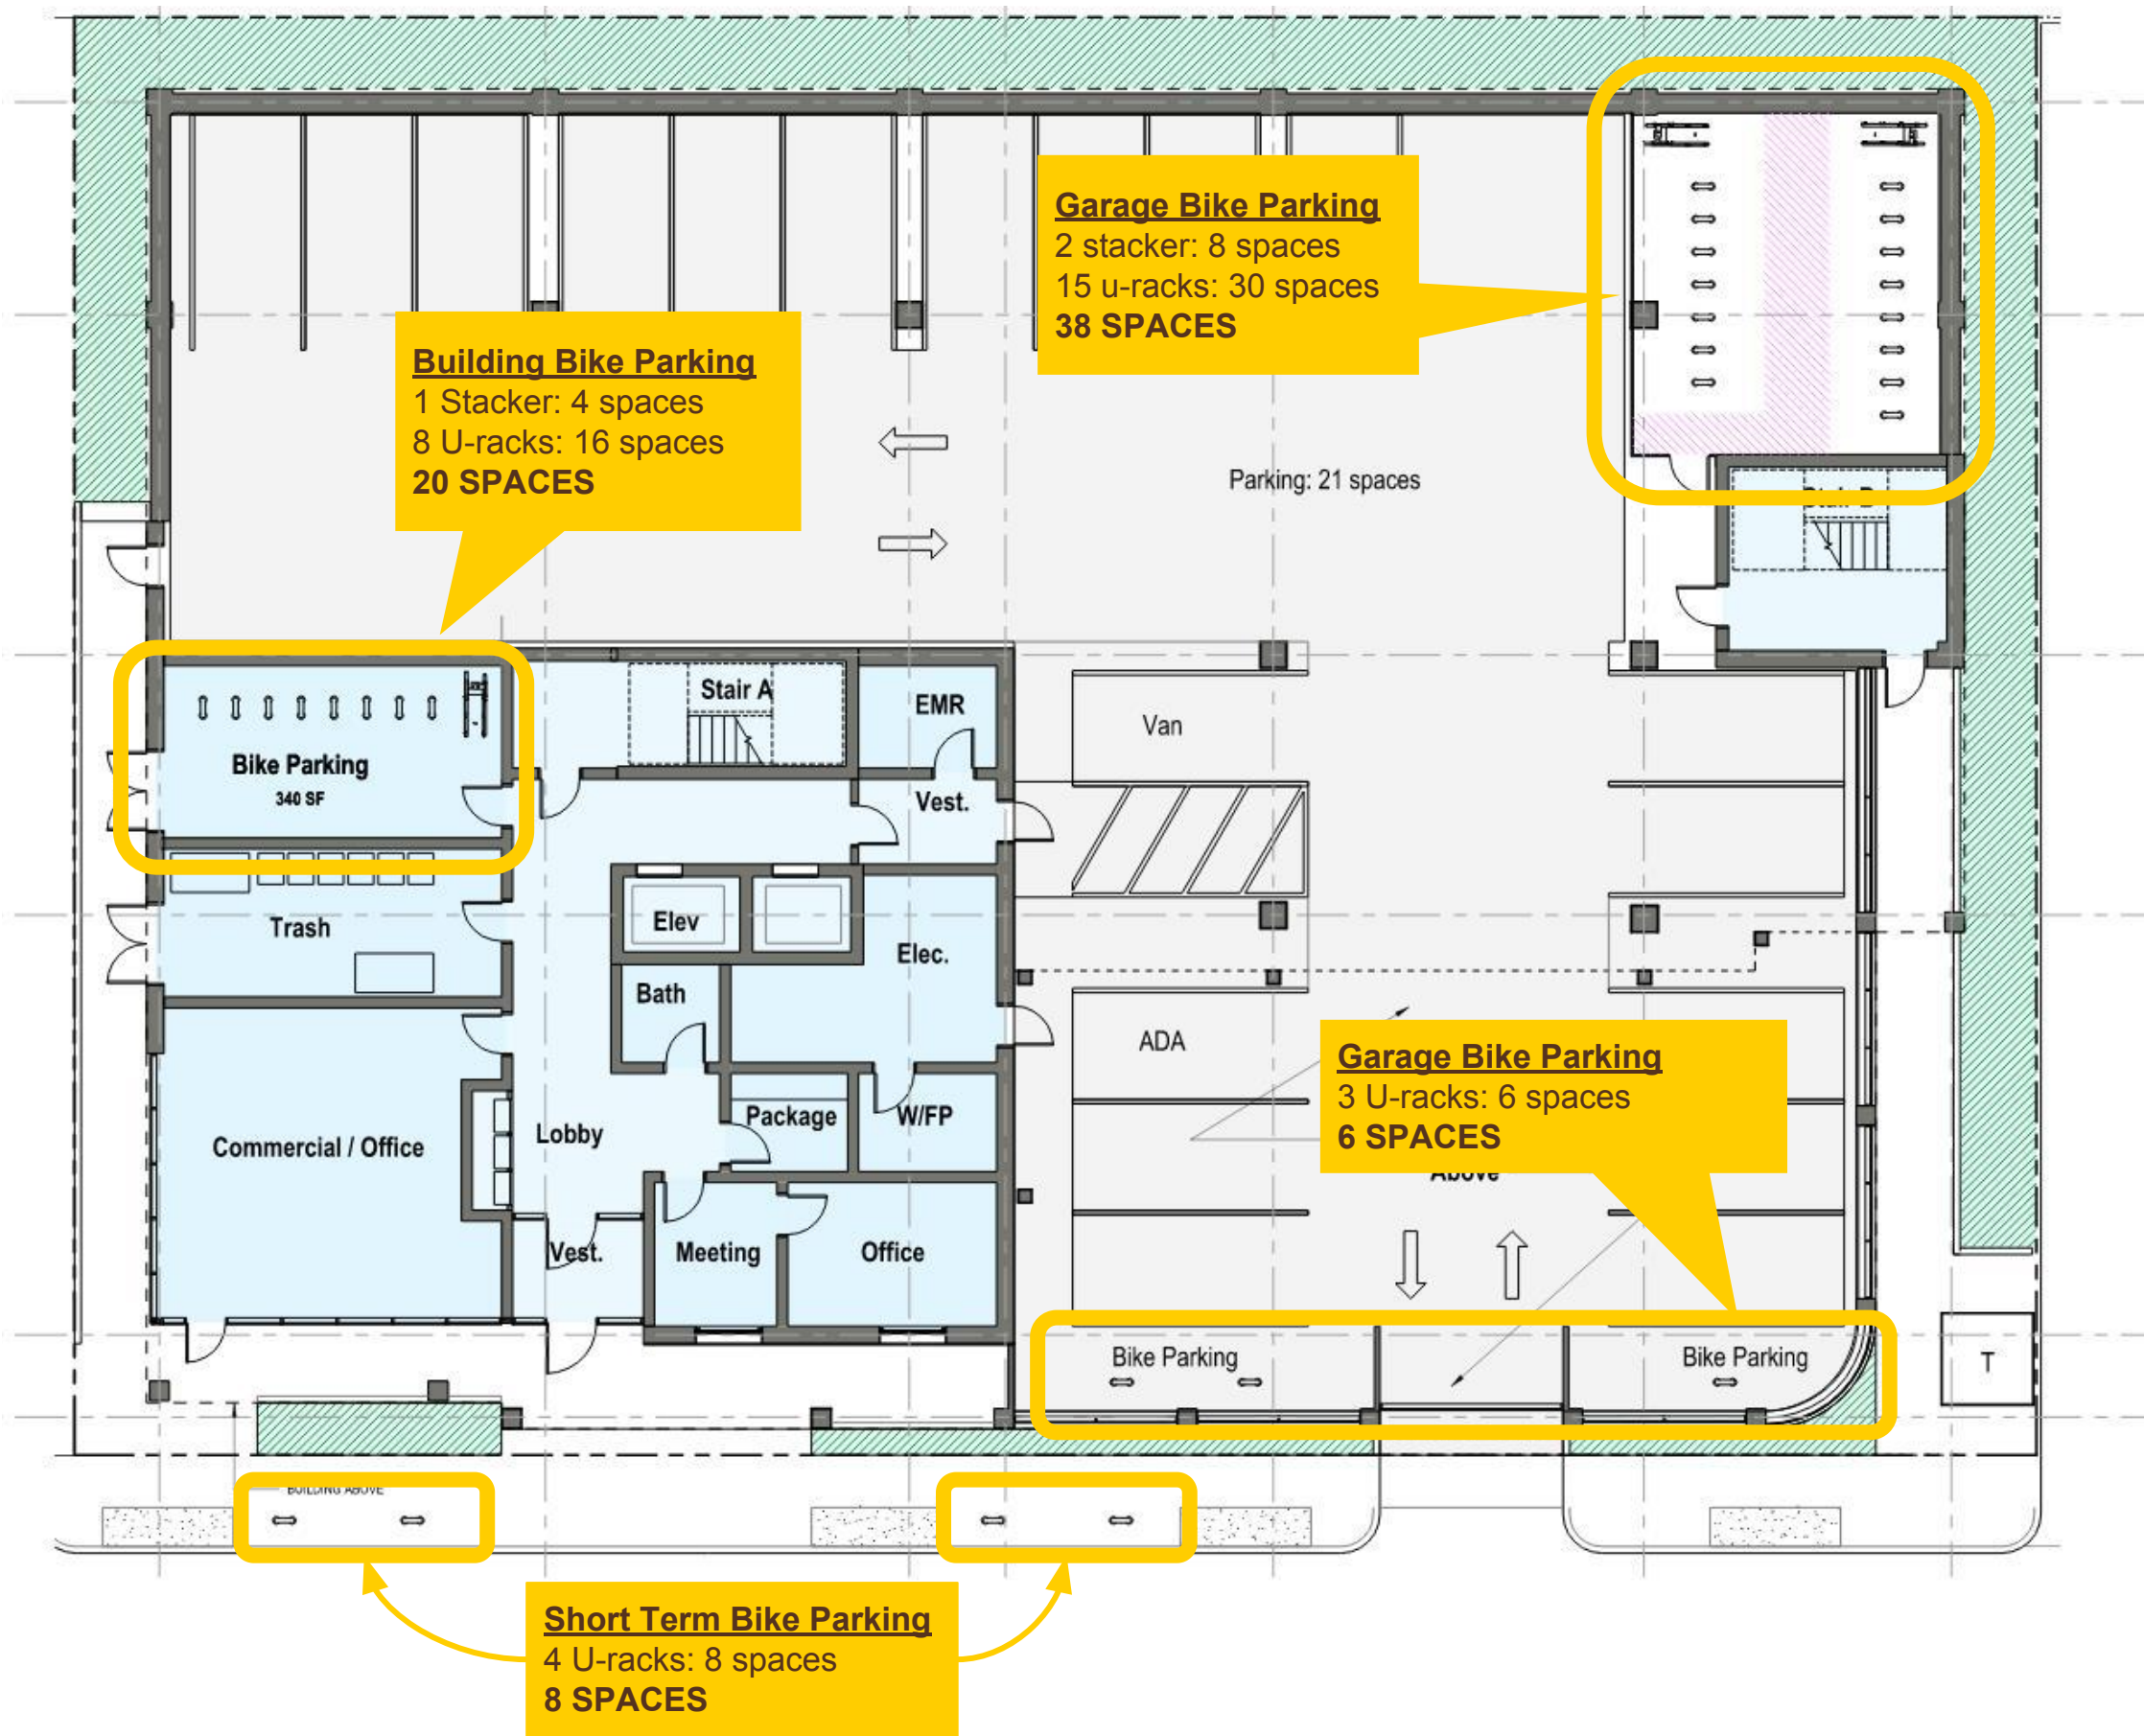 Garage Bike Parking
2 stacker: 8 spaces
15 u-racks: 30 spaces
38 SPACES
Building Bike Parking
1 Stacker: 4 spaces
8 U-racks: 16 spaces
20 SPACES
Parking: 21 spaces
Stair A
EMR
Van
Bike Parking
340 SF
Vest.
Trash
Elev
Elec.
Bath
ADA
Garage Bike Parking
3 U-racks: 6 spaces
6 SPACES
Package
W/FP
Lobby
Commercial / Office
Above
Vest.
Meeting
Office
Bike Parking
Bike Parking
T
BUILDING ABOVE
Short Term Bike Parking
4 U-racks: 8 spaces
8 SPACES